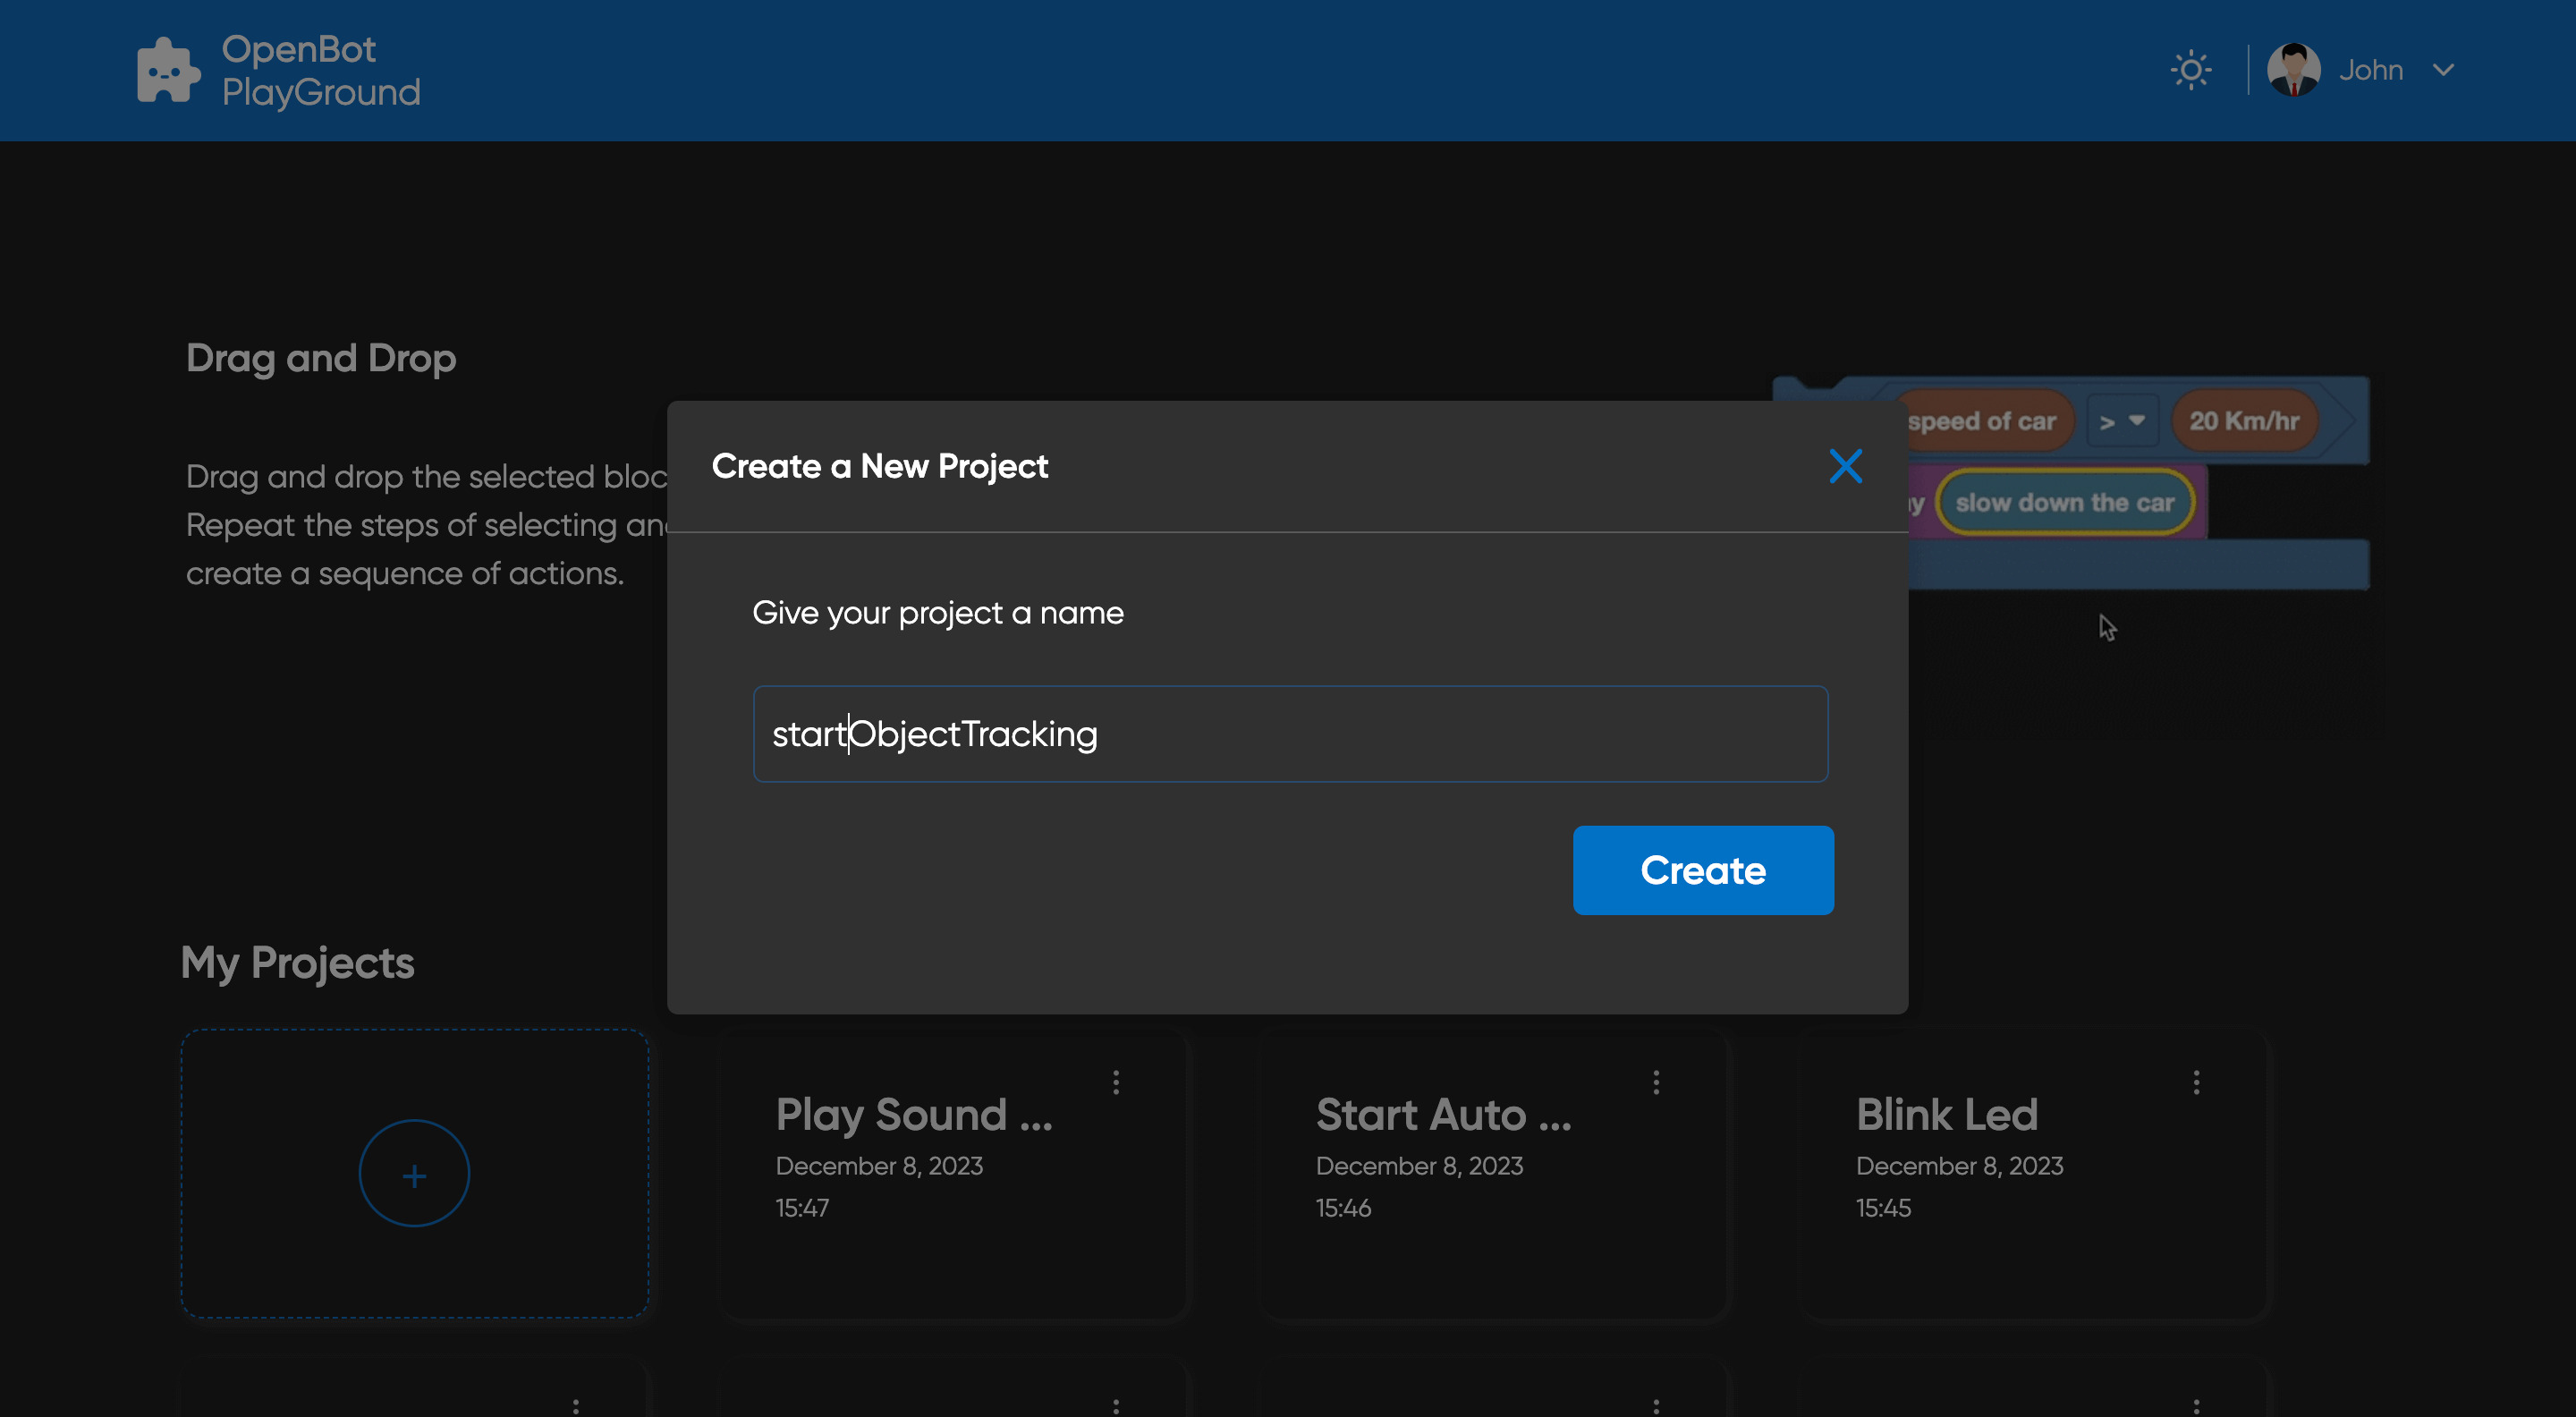 OpenBot
PlayGround
John
Drag and Drop
Drag and drop the selected bloc
Repeat the steps of selecting an
create a sequence of actions.
speed of car > 20 Km/hr
slow down the car
Create a New Project
Give your project a name
startObjectTracking
Create
My Projects
+
Play Sound ...
December 8, 2023
15:47
Start Auto ...
December 8, 2023
15:46
Blink Led
December 8, 2023
15:45